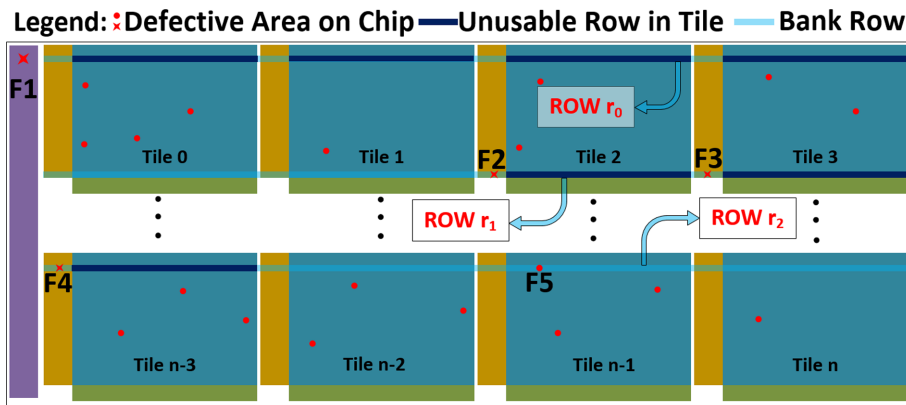 Legend: Defective Area on Chip Unusable Row in Tile Bank Row
F1
ROW r₀
Tile 0 Tile 1 F2 Tile 2 F3 Tile 3
ROW r₁ ROW r₂
F4 F5
Tile n-3 Tile n-2 Tile n-1 Tile n